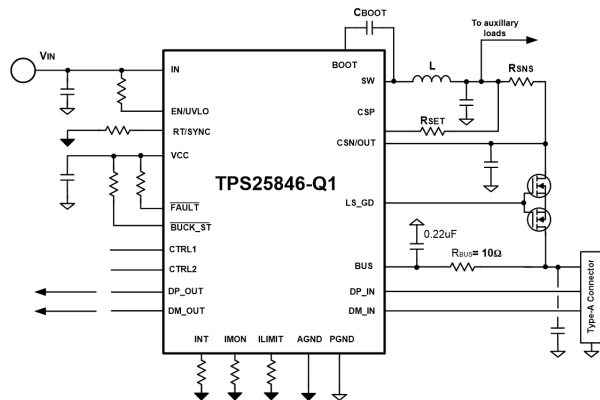 CBOOT
To auxillary
loads
VIN
BOOT
IN
SW
L
RSNS
CSP
EN/UVLO
RSET
RT/SYNC
CSN/OUT
VCC
TPS25846-Q1
LS_GD
FAULT
BUCK_ST
0.22uF
CTRL1
RBUS= 10Ω
BUS
CTRL2
DP_OUT
DP_IN
DM_OUT
DM_IN
Type-A Connector
INT IMON ILIMIT AGND PGND